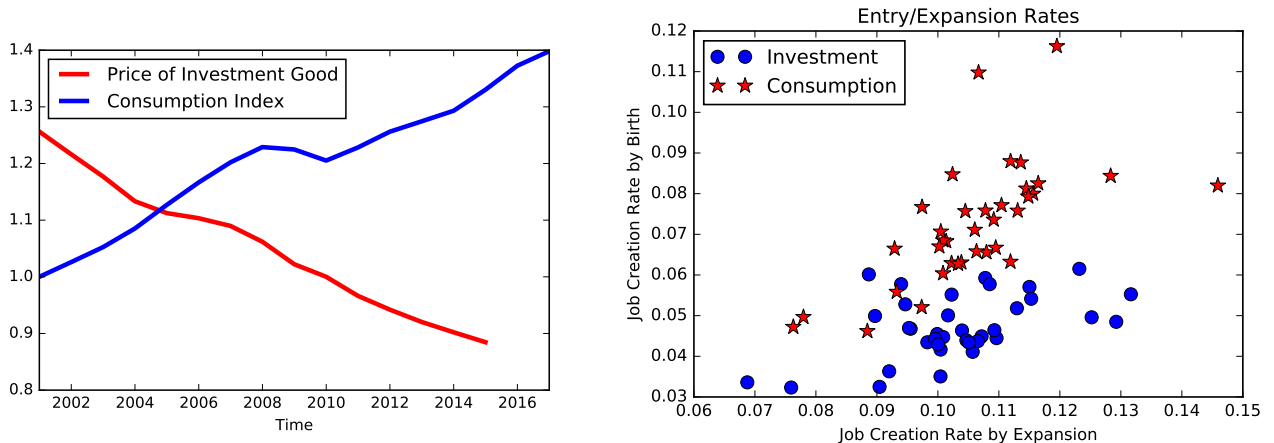 1.4
1.3
1.2
1.1
1.0
0.9
0.8
Price of Investment Good
Consumption Index
2002 2004 2006 2008 2010 2012 2014 2016
Time
Entry/Expansion Rates
0.12
0.11
0.10
0.09
0.08
0.07
0.06
0.05
0.04
0.03
Job Creation Rate by Birth
Investment
Consumption
0.06 0.07 0.08 0.09 0.10 0.11 0.12 0.13 0.14 0.15
Job Creation Rate by Expansion